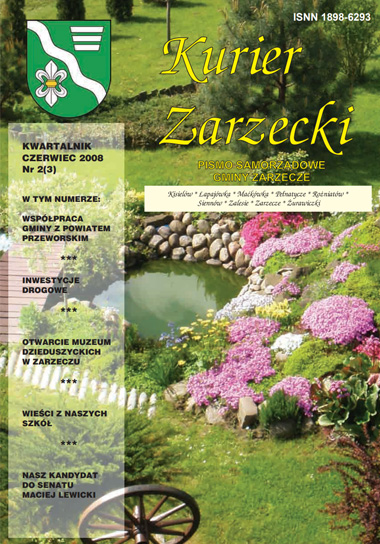 ISNN 1898-6293
Kurier
Zarzecki
PISMO SAMORZĄDOWE
GMINY ZARZECZE
Kisielów * Łapajówka * Maćkówka * Pełnatycze * Rożniatów *
Siennów * Zalesie * Zarzecze * Żurawiczki
KWARTALNIK
CZERWIEC 2008
Nr 2(3)
W TYM NUMERZE:
WSPÓŁPRACA
GMINY Z POWIATEM
PRZEWORSKIM
***
INWESTYCJE
DROGOWE
***
OTWARCIE MUZEUM
DZIEDUSZYCKICH
W ZARZECZU
***
WIEŚCI Z NASZYCH
SZKÓŁ
***
NASZ KANDYDAT
DO SENATU
MACIEJ LEWICKI